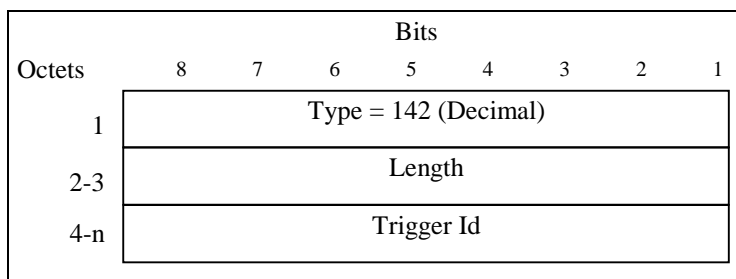 Bits
Octets 8 7 6 5 4 3 2 1
1 Type = 142 (Decimal)
2-3 Length
4-n Trigger Id